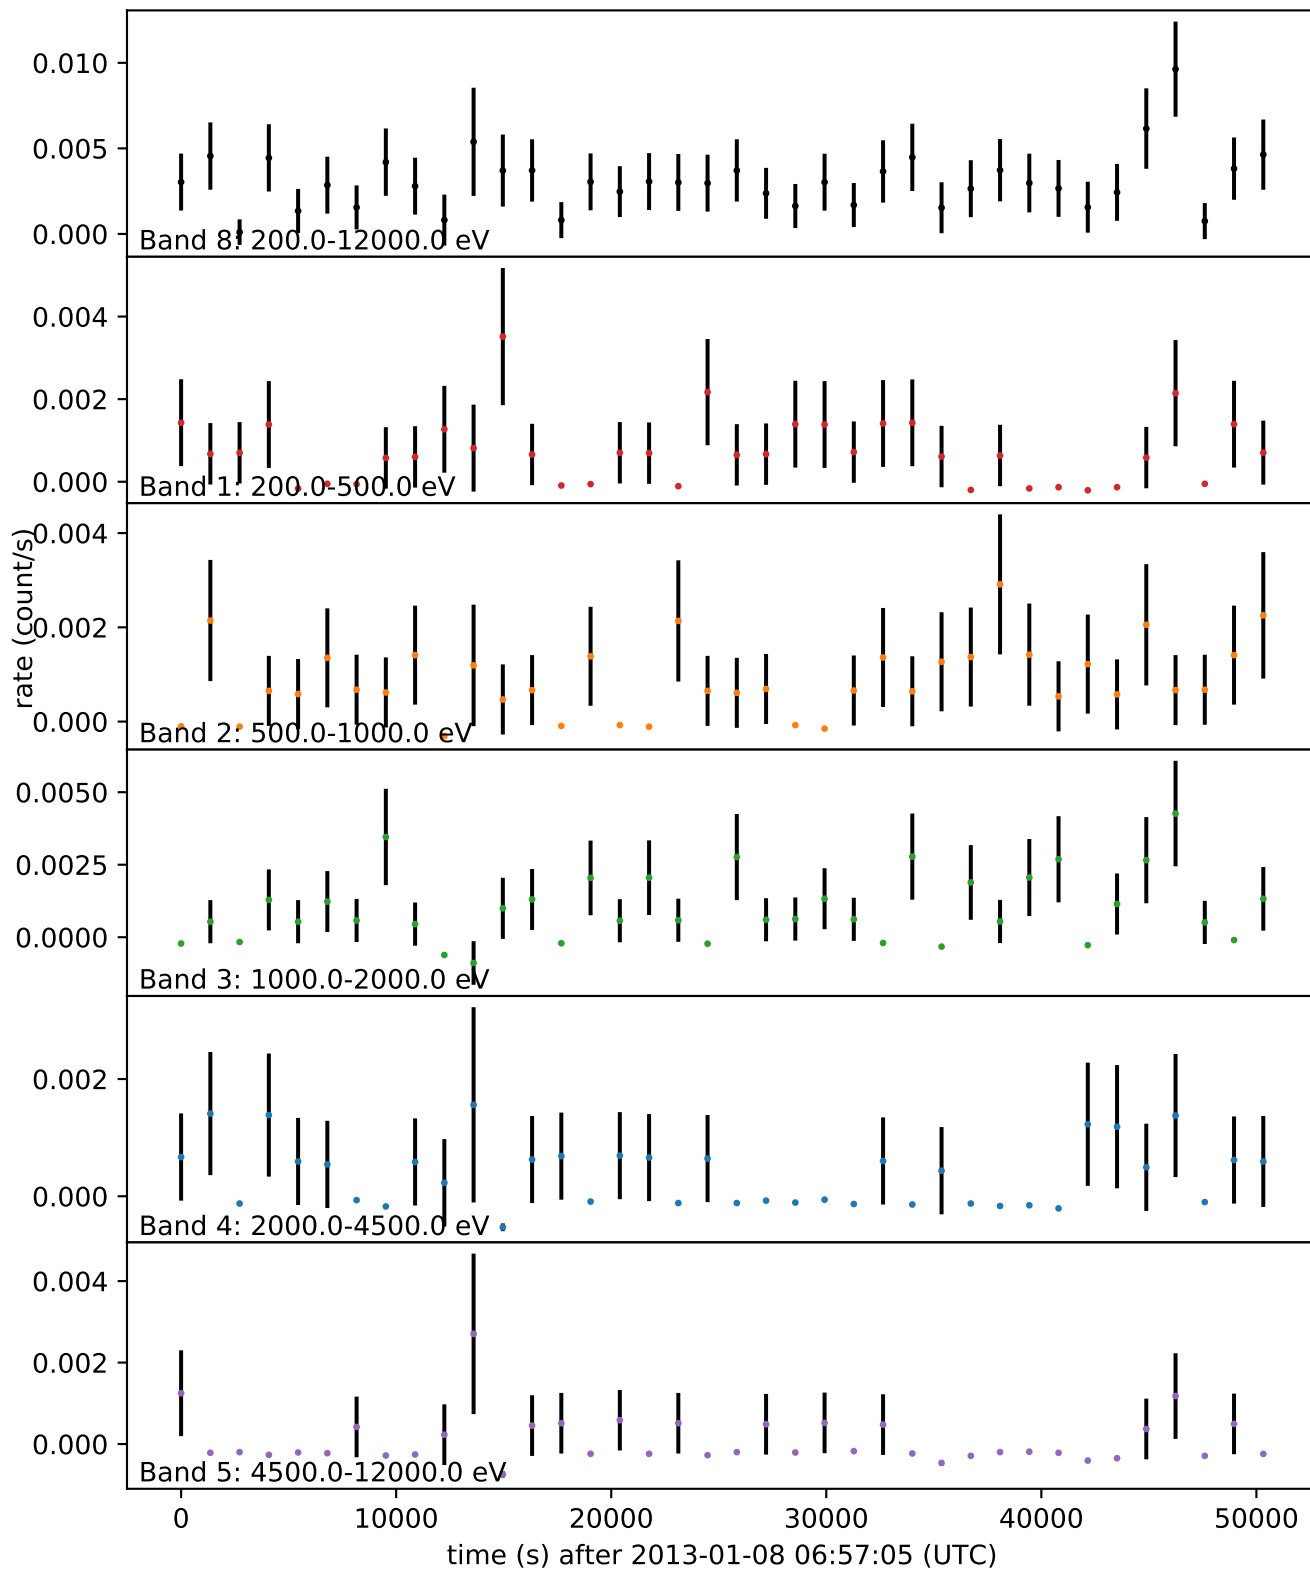 0.010
0.005
0.000
Band 8: 200.0-12000.0 eV
0.004
0.002
0.000
Band 1: 200.0-500.0 eV
rate (count/s)
0.004
0.002
0.000
Band 2: 500.0-1000.0 eV
0.0050
0.0025
0.0000
Band 3: 1000.0-2000.0 eV
0.002
0.000
Band 4: 2000.0-4500.0 eV
0.004
0.002
0.000
Band 5: 4500.0-12000.0 eV
0 10000 20000 30000 40000 50000
time (s) after 2013-01-08 06:57:05 (UTC)